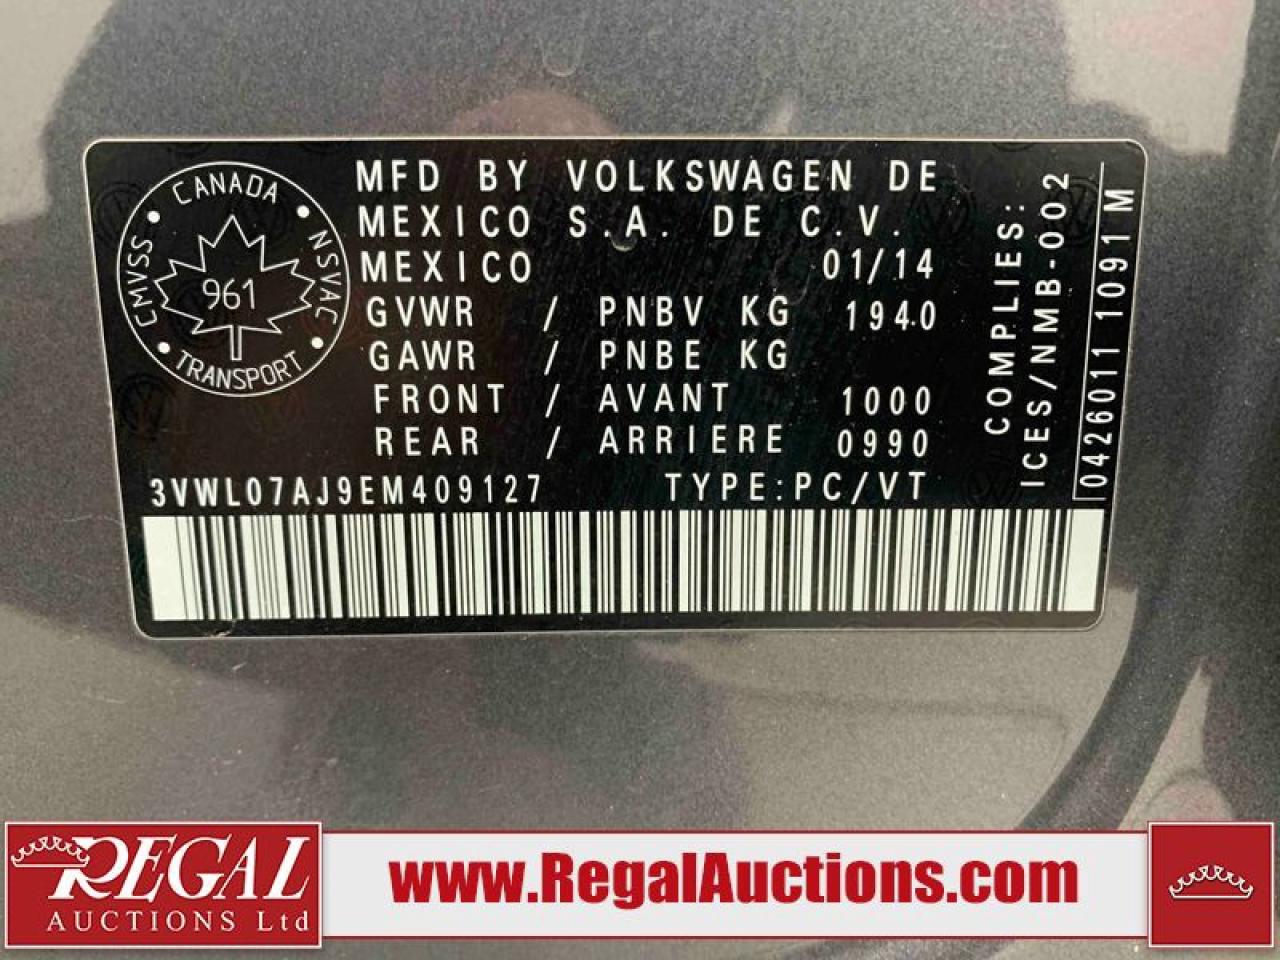 CANADA
CMVSS
NSVAC
961
TRANSPORT
MFD BY VOLKSWAGEN DE
MEXICO S.A. DE C.V.
MEXICO 01/14
GVWR / PNBV KG 1940
GAWR / PNBE KG
FRONT / AVANT 1000
REAR / ARRIERE 0990
3VWL07AJ9EM409127 TYPE:PC/VT
COMPLIES:
ICES/NMB-002
0426011 1091M
REGAL
AUCTIONS Ltd
www.RegalAuctions.com